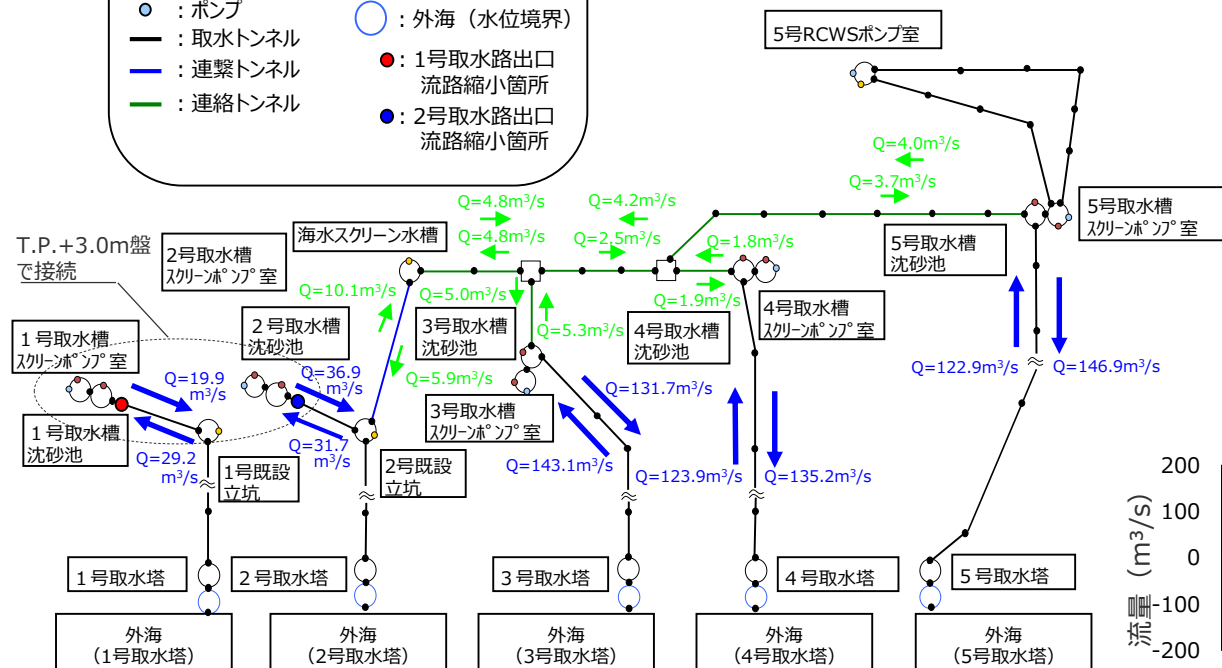 ：ポンプ
：取水トンネル
：連繋トンネル
：連絡トンネル
：外海（水位境界）
：1号取水路出口
流路縮小箇所
：2号取水路出口
流路縮小箇所
5号RCWSポンプ室
Q=4.0m³/s
Q=3.7m³/s
Q=4.8m³/s
Q=4.2m³/s
5号取水槽
スクリーンポンプ室
T.P.+3.0m盤
で接続
2号取水槽
スクリーンポンプ室
海水スクリーン水槽
Q=4.8m³/s
Q=2.5m³/s
Q=1.8m³/s
5号取水槽
沈砂池
Q=10.1m³/s
Q=5.0m³/s
Q=1.9m³/s
4号取水槽
スクリーンポンプ室
1号取水槽
スクリーンポンプ室
２号取水槽
沈砂池
3号取水槽
沈砂池
Q=5.3m³/s
4号取水槽
沈砂池
Q=19.9
m³/s
Q=36.9
m³/s
Q=5.9m³/s
Q=131.7m³/s
Q=122.9m³/s
Q=146.9m³/s
3号取水槽
スクリーンポンプ室
１号取水槽
沈砂池
Q=29.2
m³/s
Q=31.7
m³/s
1号既設
立坑
2号既設
立坑
Q=143.1m³/s
Q=123.9m³/s
Q=135.2m³/s
1号取水塔
２号取水塔
３号取水塔
４号取水塔
５号取水塔
外海
（1号取水塔）
外海
（2号取水塔）
外海
（3号取水塔）
外海
（4号取水塔）
外海
（5号取水塔）
流量（m³/s）
200
100
0
-100
-200